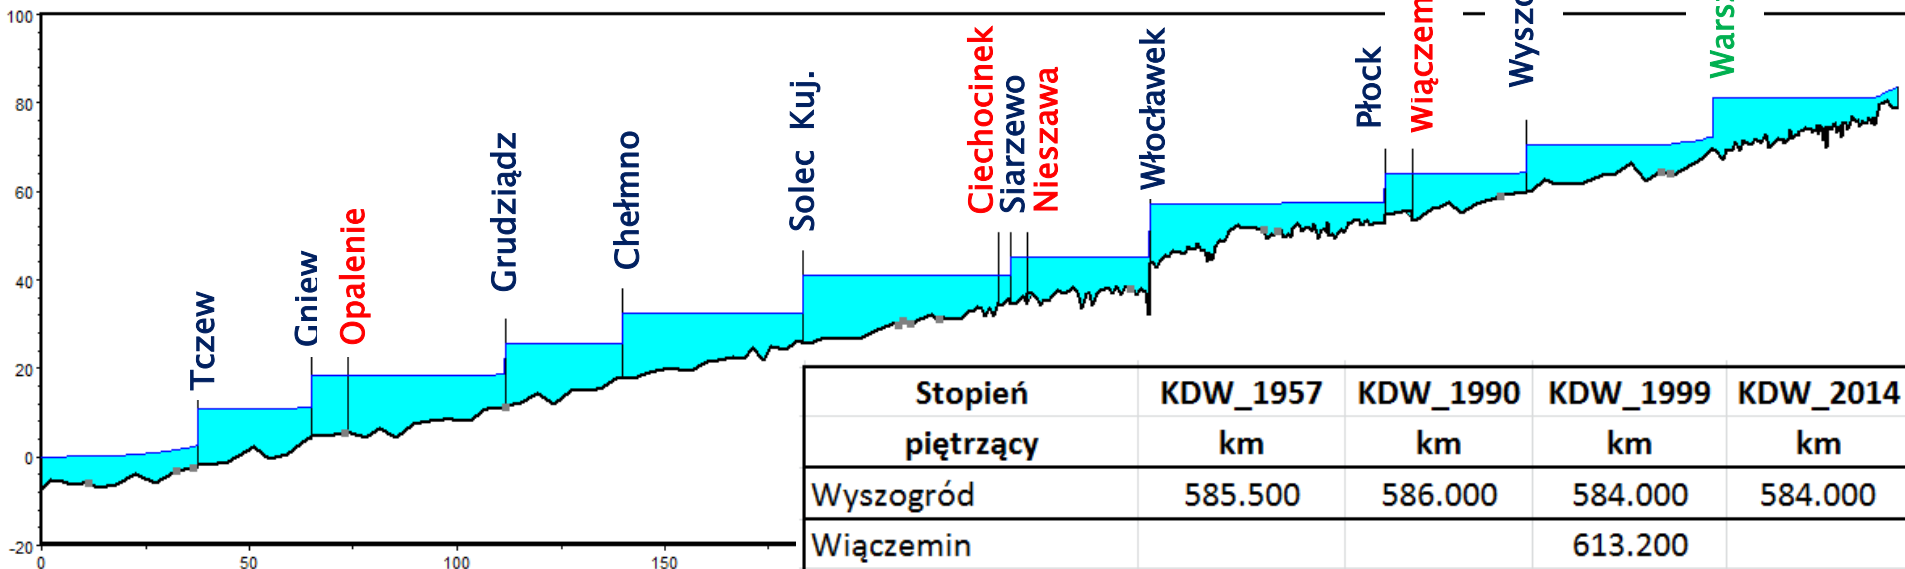 100
80
60
40
20
0
-20
0
50
100
150
Tczew
Gniew
Opalenie
Grudziądz
Chełmno
Solec Kuj.
Ciechocinek
Siarzewo
Nieszawa
Włocławek
Płock
Stopień KDW_1957 KDW_1990 KDW_1999 KDW_2014
piętrzący km km km km
Wyszogród 585.500 586.000 584.000 584.000
Wiączemin 613.200